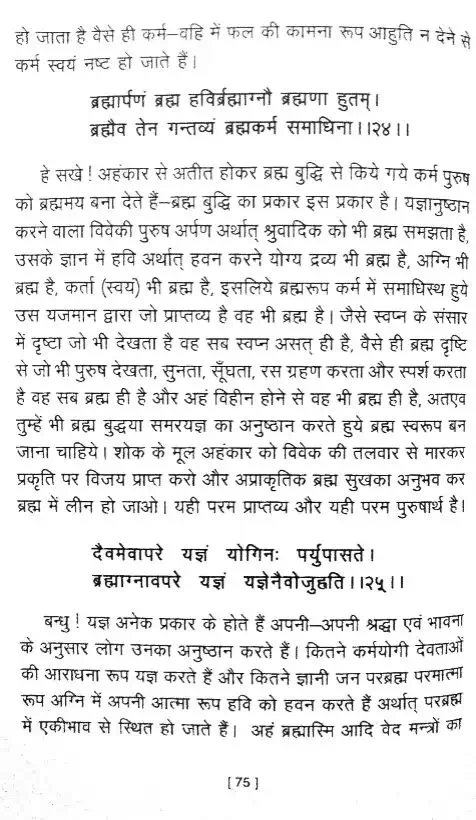 हो जाता है वैसे ही कर्म–वहि में फल की कामना रूप आहुति न देने से
कर्म स्वयं नष्ट हो जाते हैं।
ब्रह्मार्पणं ब्रह्म हविर्ब्रह्माग्नौ ब्रह्मणा हुतम्।
ब्रह्मैव तेन गन्तव्यं ब्रह्मकर्म समाधिना।।२४।।
हे सखे ! अहंकार से अतीत होकर ब्रह्म बुद्धि से किये गये कर्म पुरुष
को ब्रह्ममय बना देते हैं–ब्रह्म बुद्धि का प्रकार इस प्रकार है। यज्ञानुष्ठान
करने वाला विवेकी पुरुष अर्पण अर्थात् श्रुवादिक को भी ब्रह्म समझता है,
उसके ज्ञान में हवि अर्थात् हवन करने योग्य द्रव्य भी ब्रह्म है, अग्नि भी
ब्रह्म है, कर्ता (स्वयं) भी ब्रह्म है, इसलिये ब्रह्मरूप कर्म में समाधिस्थ हुये
उस यजमान द्वारा जो प्राप्तव्य है वह भी ब्रह्म है। जैसे स्वप्न के संसार
में दृष्टा जो भी देखता है वह सब स्वप्न असत् ही है, वैसे ही ब्रह्म दृष्टि
से जो भी पुरुष देखता, सुनता, सूँघता, रस ग्रहण करता और स्पर्श करता
है वह सब ब्रह्म ही है और अहं विहीन होने से वह भी ब्रह्म ही है, अतएव
तुम्हें भी ब्रह्म बुद्धया समरयज्ञ का अनुष्ठान करते हुये ब्रह्म स्वरूप बन
जाना चाहिये। शोक के मूल अहंकार को विवेक की तलवार से मारकर
प्रकृति पर विजय प्राप्त करो और अप्राकृतिक ब्रह्म सुखका अनुभव कर
ब्रह्म में लीन हो जाओ। यही परम प्राप्तव्य और यही परम पुरुषार्थ है।
दैवमेवापरे यज्ञं योगिनः पर्युपासते।
ब्रह्माग्नावपरे यज्ञं यज्ञेनैवोजुह्वति।।२५।।
बन्धु ! यज्ञ अनेक प्रकार के होते हैं अपनी–अपनी श्रद्धा एवं भावना
के अनुसार लोग उनका अनुष्ठान करते हैं। कितने कर्मयोगी देवताओं
की आराधना रूप यज्ञ करते हैं और कितने ज्ञानी जन परब्रह्म परमात्मा
रूप अग्नि में अपनी आत्मा रूप हवि को हवन करते हैं अर्थात् परब्रह्म
में एकीभाव से स्थित हो जाते हैं। अहं ब्रह्मास्मि आदि वेद मन्त्रों का
[ 75 ]